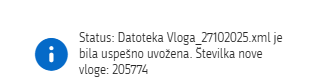 Status: Datoteka Vloga_27102025.xml je
bila uspešno uvožena. Številka nove
vloge: 205774